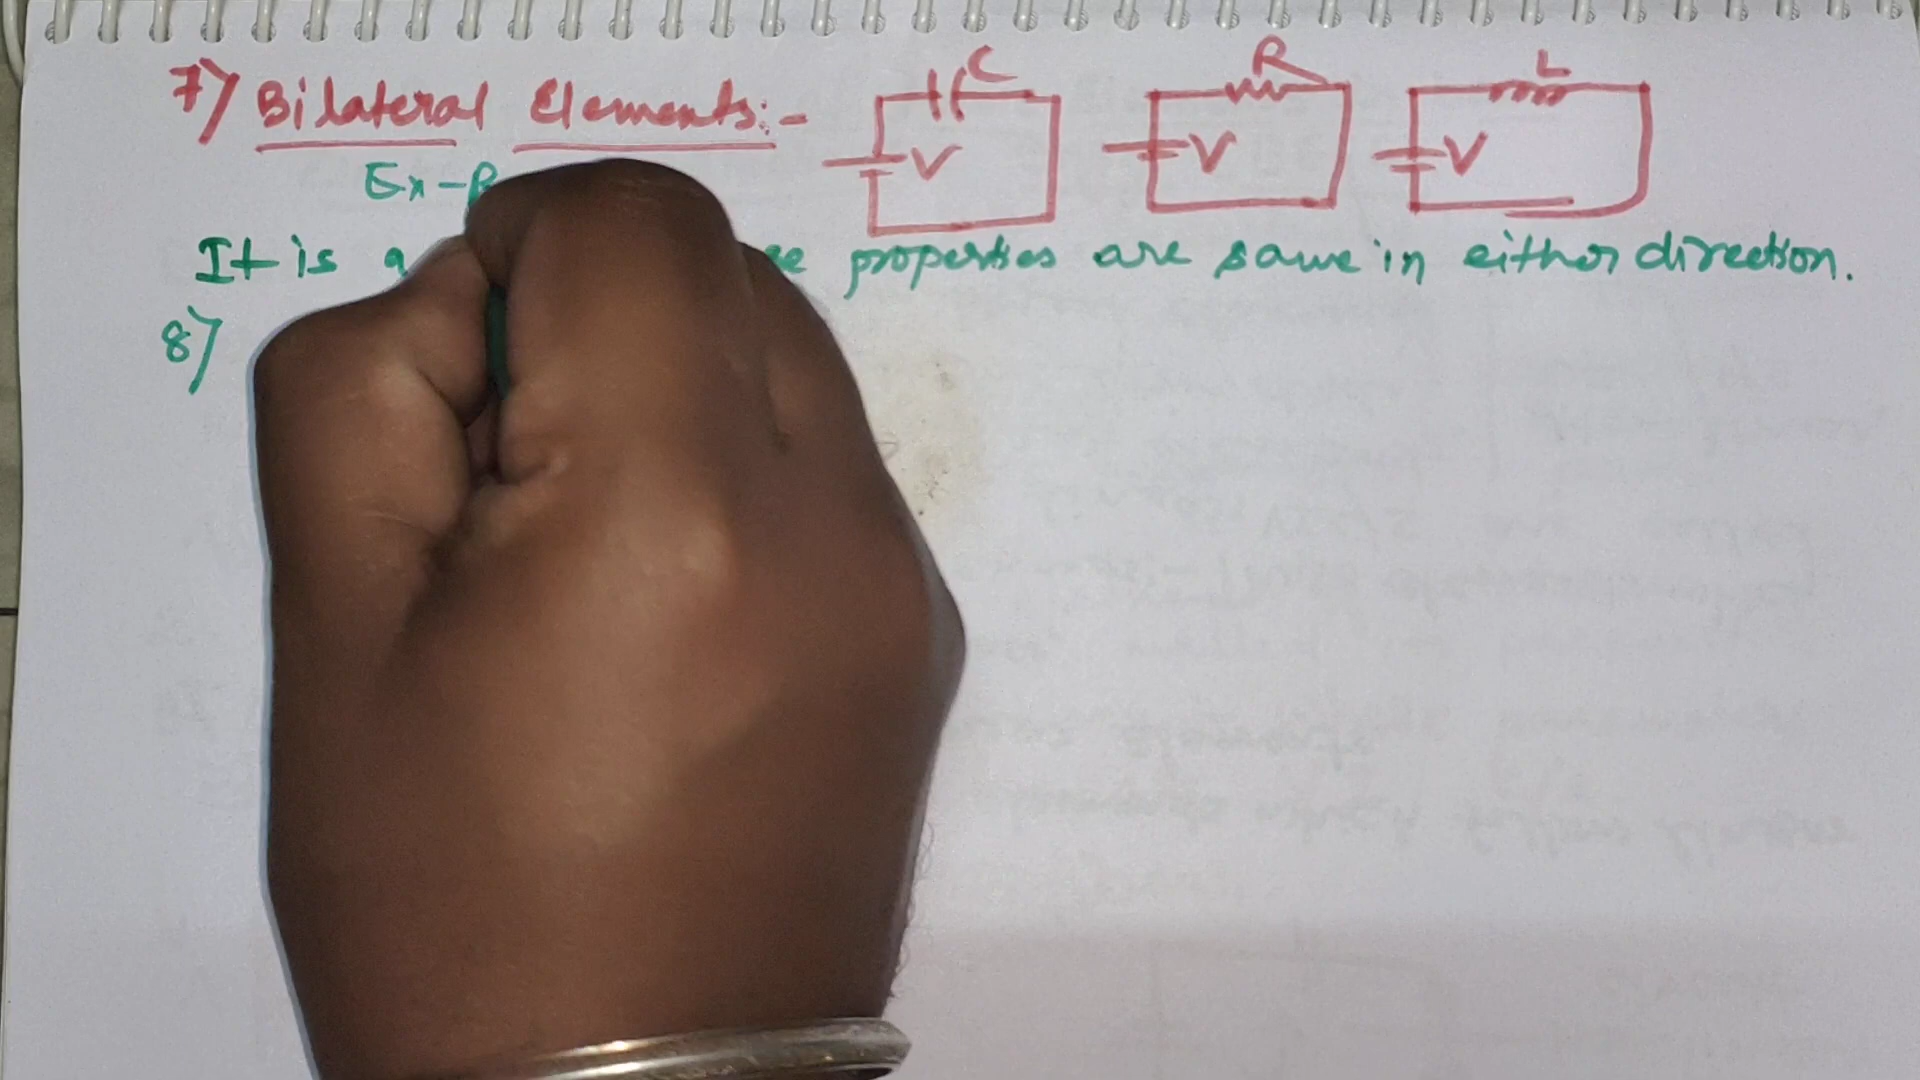 7) Bilateral Elements:-
C
R
L
V
V
V
Ex-
It is properties are same in either direction.
8)